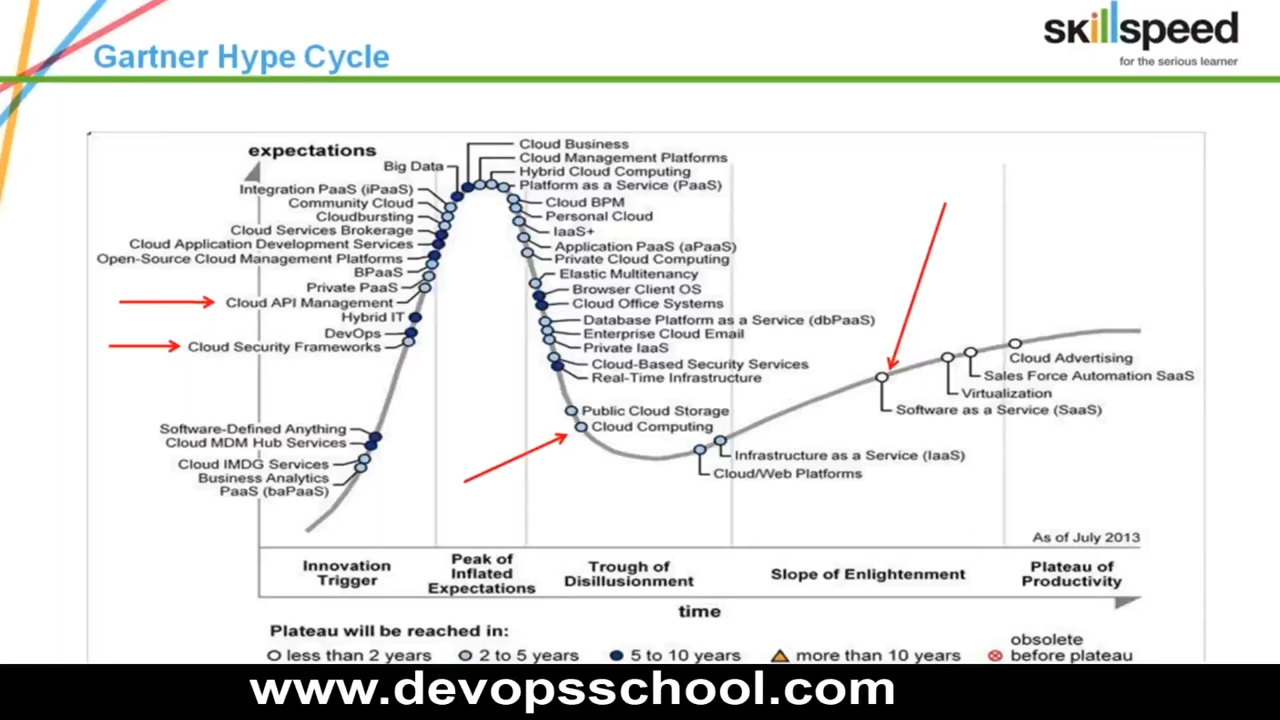 Gartner Hype Cycle
skillspeed
for the serious learner
expectations
Big Data
Integration PaaS (iPaaS)
Community Cloud
Cloudbursting
Cloud Services Brokerage
Cloud Application Development Services
Open-Source Cloud Management Platforms
BPaaS
Private PaaS
Cloud API Management
Hybrid IT
DevOps
Cloud Security Frameworks
Software-Defined Anything
Cloud MDM Hub Services
Cloud IMDG Services
Business Analytics
PaaS (baPaaS)
Cloud Business
Cloud Management Platforms
Hybrid Cloud Computing
Platform as a Service (PaaS)
Cloud BPM
Personal Cloud
IaaS+
Application PaaS (aPaaS)
Private Cloud Computing
Elastic Multitenancy
Browser Client OS
Cloud Office Systems
Database Platform as a Service (dbPaaS)
Enterprise Cloud Email
Private IaaS
Cloud-Based Security Services
Real-Time Infrastructure
Public Cloud Storage
Cloud Computing
Infrastructure as a Service (IaaS)
Cloud/Web Platforms
Cloud Advertising
Sales Force Automation SaaS
Virtualization
Software as a Service (SaaS)
As of July 2013
Innovation
Trigger
Peak of
Inflated
Expectations
Trough of
Disillusionment
Slope of Enlightenment
Plateau of
Productivity
time
Plateau will be reached in:
less than 2 years
2 to 5 years
5 to 10 years
more than 10 years
obsolete
before plateau
www.devopsschool.com